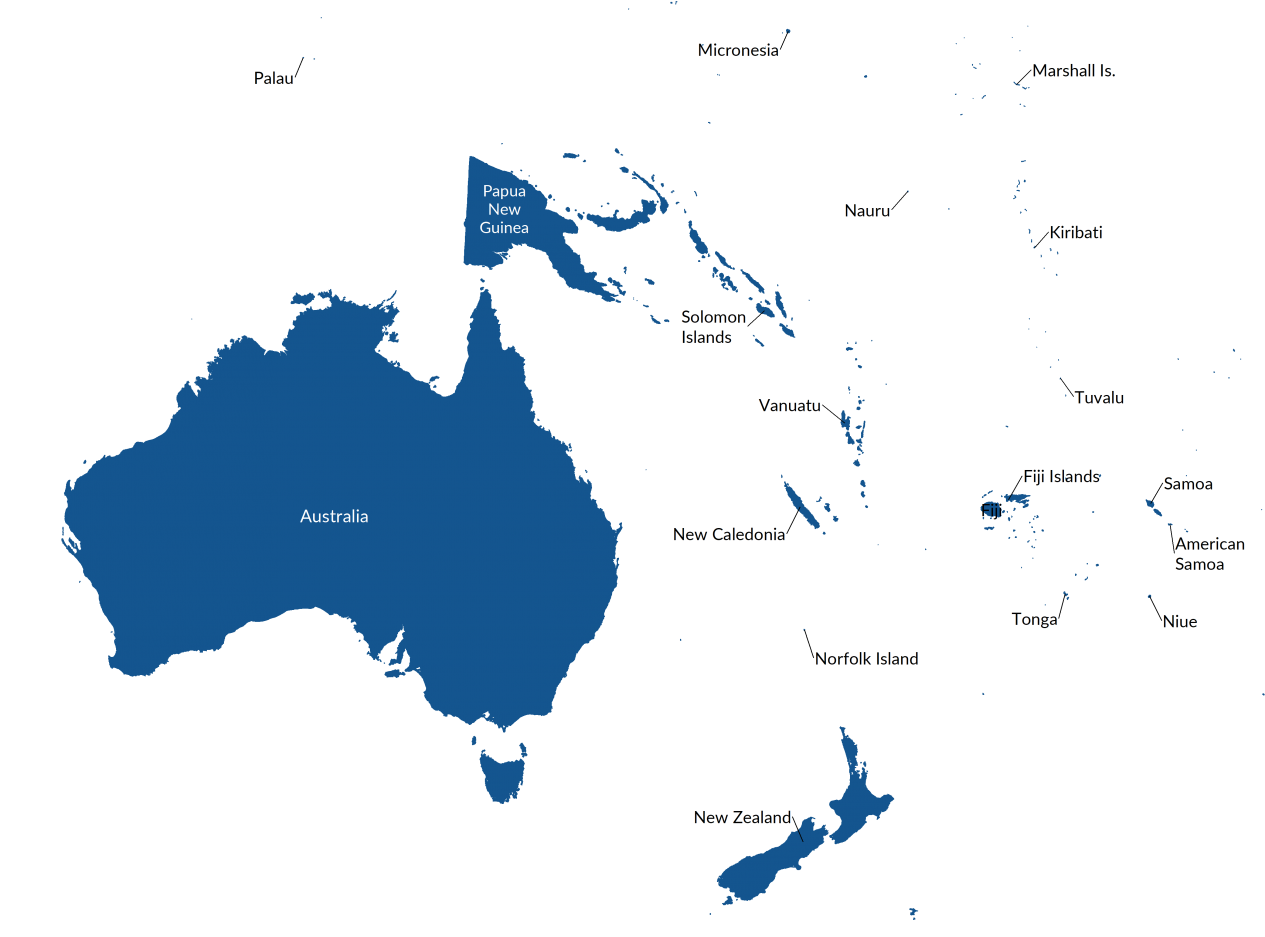 Micronesia
Marshall Is.
Palau
Papua
New
Guinea
Nauru
Kiribati
Solomon
Islands
Tuvalu
Vanuatu
Fiji Islands
Samoa
Fiji
Australia
New Caledonia
American
Samoa
Tonga
Niue
Norfolk Island
New Zealand